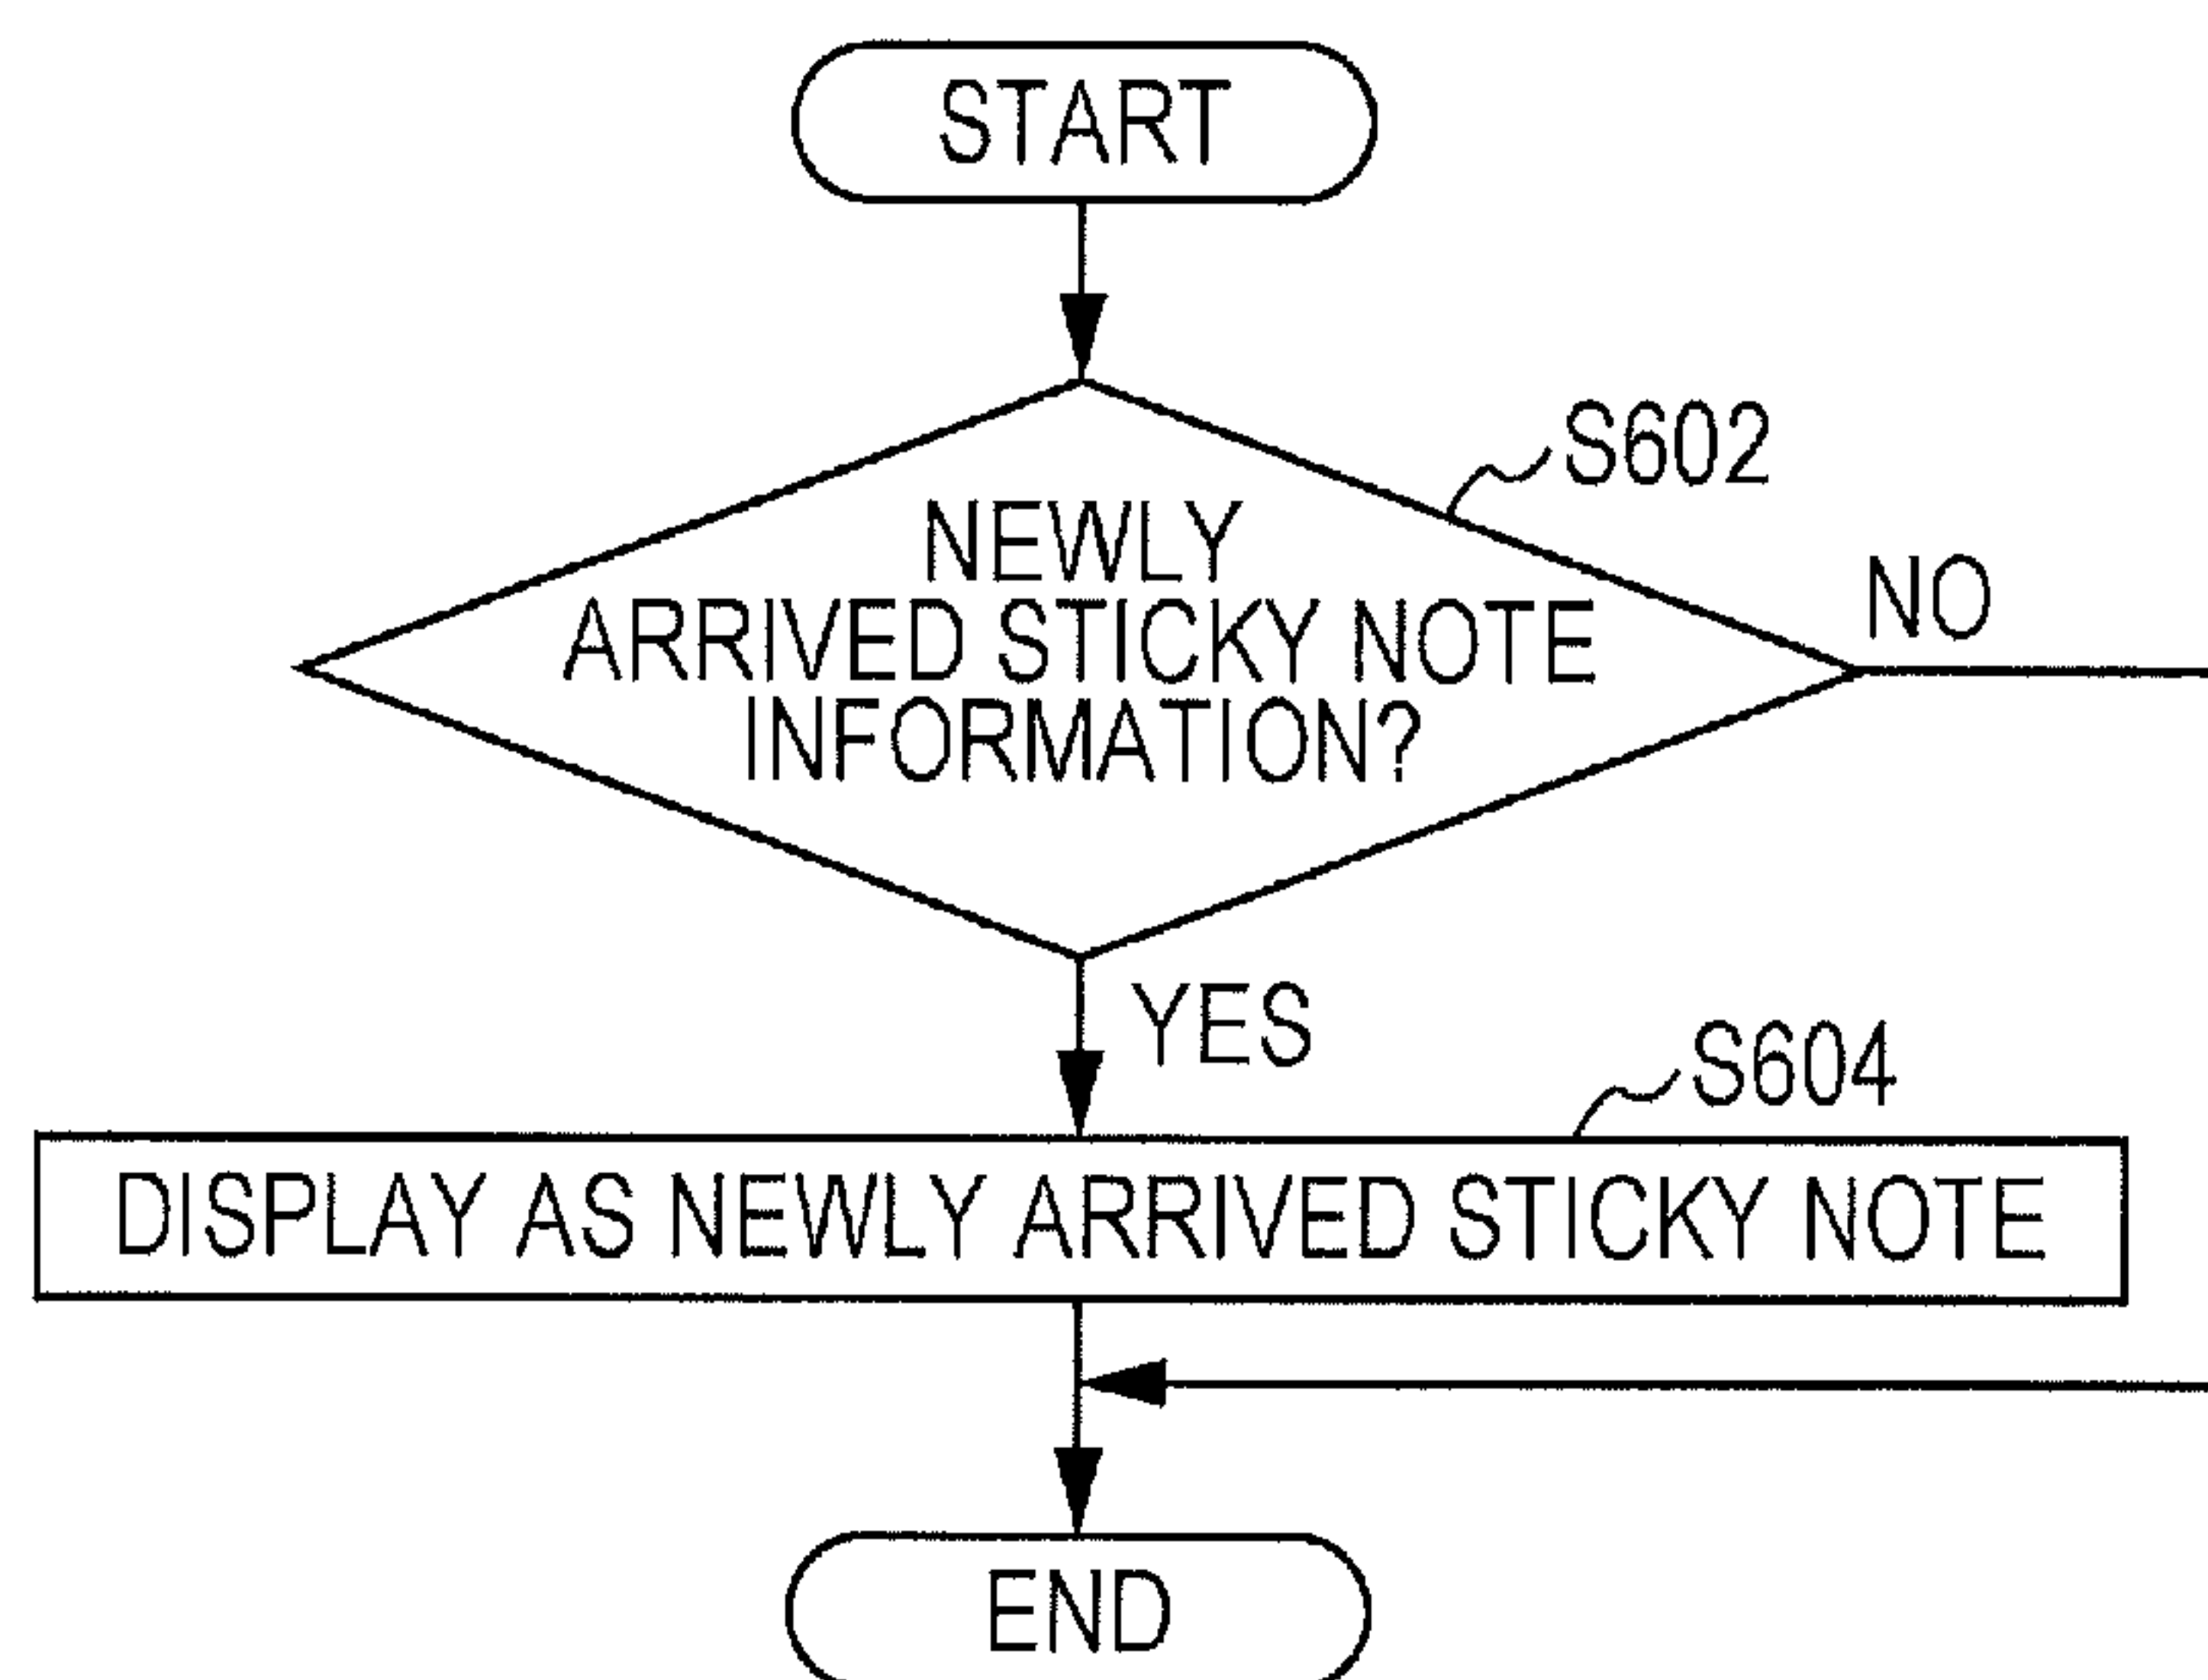 START
S602
NEWLY
ARRIVED STICKY NOTE
INFORMATION?
NO
YES
S604
DISPLAY AS NEWLY ARRIVED STICKY NOTE
END